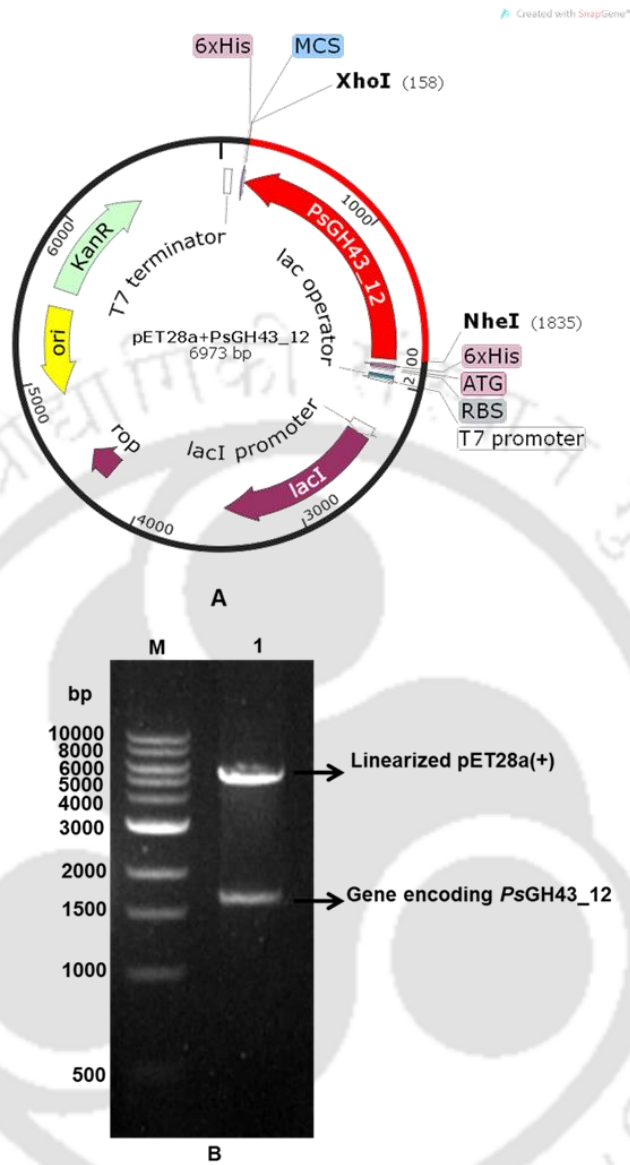 Created with SnapGene®
6xHis MCS
XhoI (158)
1000
PsGH43_12
6000
KanR
T7 terminator
lac operator
pET28a+PsGH43_12
6973 bp
NheI (1835)
6xHis
ATG
RBS
T7 promoter
ori
5000
lacI promoter
rop
lacI
3000
4000
A
M 1
bp
10000
8000
6000
5000
4000
3000
2000
1500
1000
500
Linearized pET28a(+)
Gene encoding PsGH43_12
B